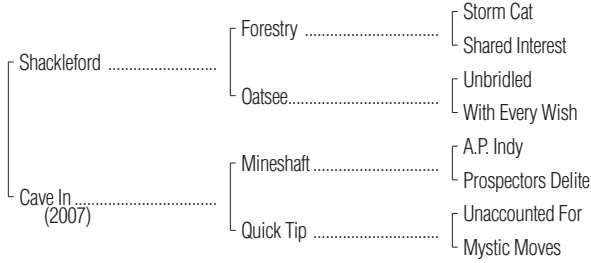 Storm Cat
Forestry ..............................
Shared Interest
Shackleford ........................
Unbridled
Oatsee..................................
With Every Wish
A.P. Indy
Mineshaft ............................
Prospectors Delite
Cave In ................................
(2007)
Unaccounted For
Quick Tip ............................
Mystic Moves